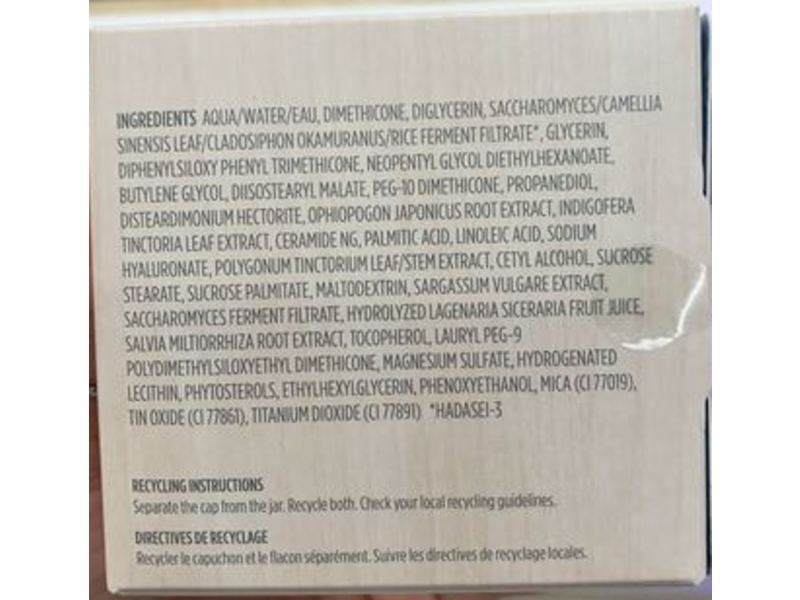 INGREDIENTS AQUA/WATER/EAU, DIMETHICONE, DIGLYCERIN, SACCHAROMYCES/CAMELLIA
SINENSIS LEAF/CLADOSIPHON OKAMURANUS/RICE FERMENT FILTRATE*, GLYCERIN,
DIPHENYLSILOXY PHENYL TRIMETHICONE, NEOPENTYL GLYCOL DIETHYLHEXANOATE,
BUTYLENE GLYCOL, DIISOSTEARYL MALATE, PEG-10 DIMETHICONE, PROPANEDIOL,
DISTEARDIMONIUM HECTORITE, OPHIOPOGON JAPONICUS ROOT EXTRACT, INDIGOFERA
TINCTORIA LEAF EXTRACT, CERAMIDE NG, PALMITIC ACID, LINOLEIC ACID, SODIUM
HYALURONATE, POLYGONUM TINCTORIUM LEAF/STEM EXTRACT, CETYL ALCOHOL, SUCROSE
STEARATE, SUCROSE PALMITATE, MALTODEXTRIN, SARGASSUM VULGARE EXTRACT,
SACCHAROMYCES FERMENT FILTRATE, HYDROLYZED LAGENARIA SICERARIA FRUIT JUICE,
SALVIA MILTIORRHIZA ROOT EXTRACT, TOCOPHEROL, LAURYL PEG-9
POLYDIMETHYLSILOXYETHYL DIMETHICONE, MAGNESIUM SULFATE, HYDROGENATED
LECITHIN, PHYTOSTEROLS, ETHYLHEXYLGLYCERIN, PHENOXYETHANOL, MICA (CI 77019),
TIN OXIDE (CI 77861), TITANIUM DIOXIDE (CI 77891) *HADASEI-3
RECYCLING INSTRUCTIONS
Separate the cap from the jar. Recycle both. Check your local recycling guidelines.
DIRECTIVES DE RECYCLAGE
Recycler le capuchon et le flacon séparément. Suivre les directives de recyclage locales.